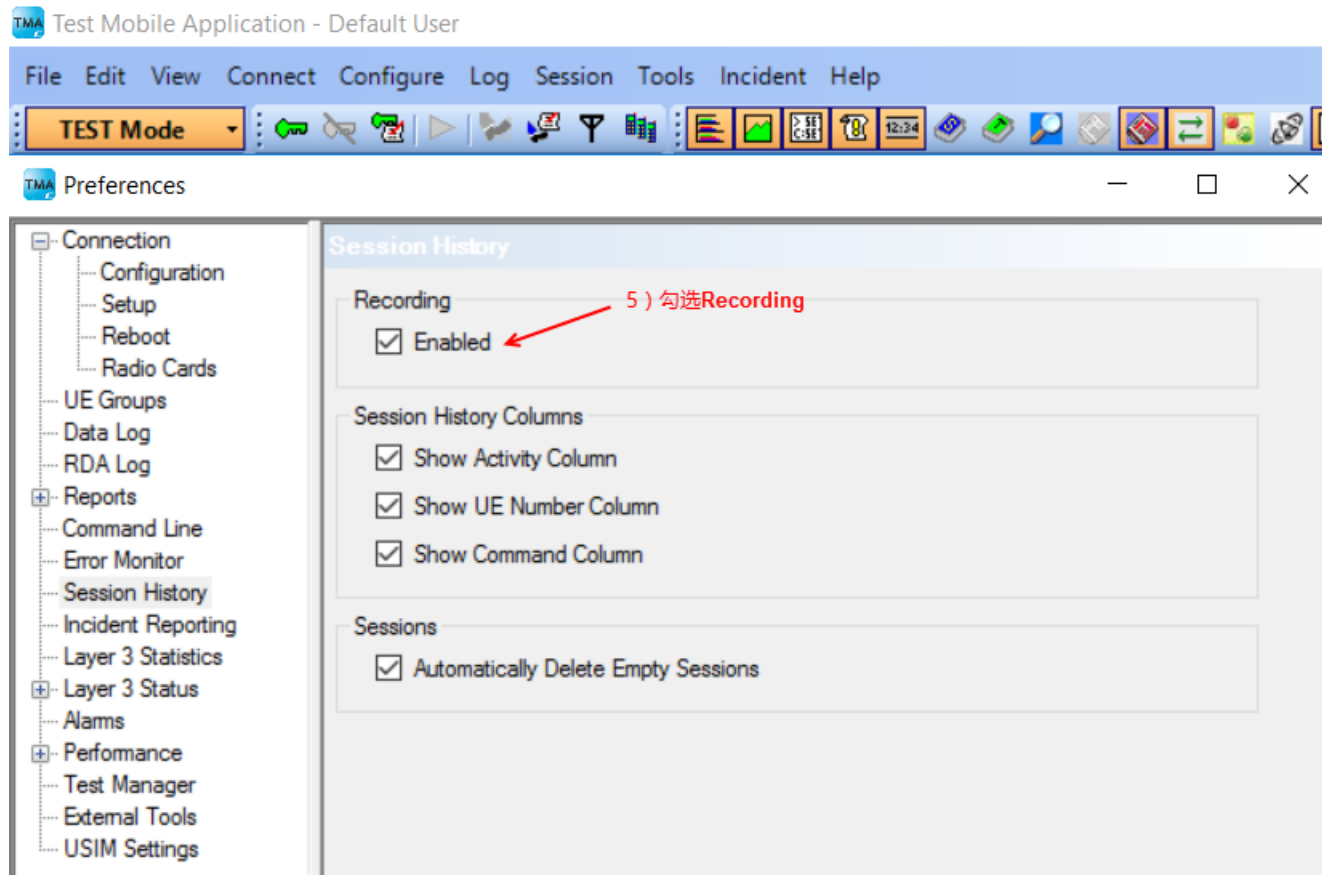 TMA Test Mobile Application - Default User
File Edit View Connect Configure Log Session Tools Incident Help
TEST Mode
12:34
TMA Preferences
Connection
Configuration
Setup
Reboot
Radio Cards
UE Groups
Data Log
RDA Log
Reports
Command Line
Error Monitor
Session History
Incident Reporting
Layer 3 Statistics
Layer 3 Status
Alarms
Performance
Test Manager
External Tools
USIM Settings
Session History
Recording
5）勾选Recording
Enabled
Session History Columns
Show Activity Column
Show UE Number Column
Show Command Column
Sessions
Automatically Delete Empty Sessions